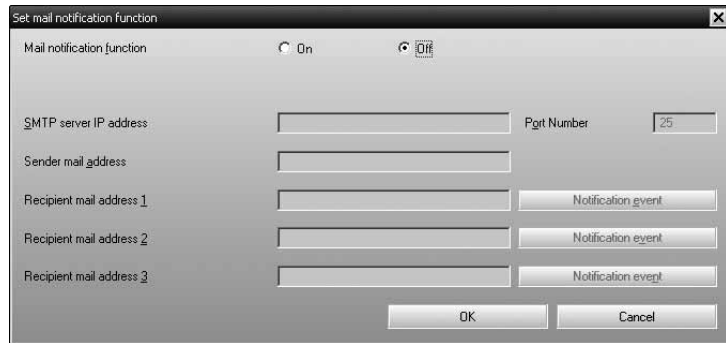 Set mail notification function
Mail notification function On Off
SMTP server IP address Port Number 25
Sender mail address
Recipient mail address 1 Notification event
Recipient mail address 2 Notification event
Recipient mail address 3 Notification event
OK Cancel